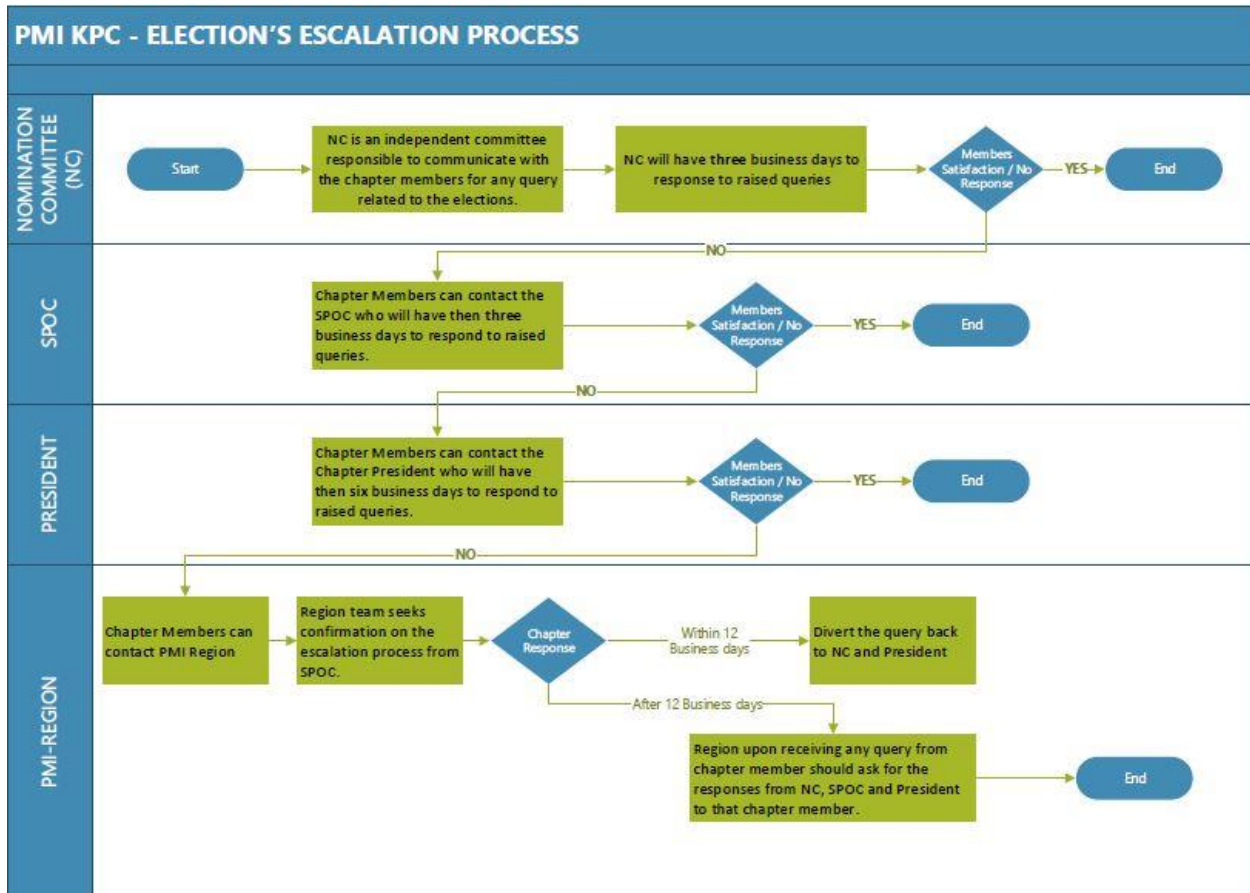 PMI KPC - ELECTION'S ESCALATION PROCESS
NOMINATION
COMMITTEE
(NC)
Start
NC is an independent committee
responsible to communicate with
the chapter members for any query
related to the elections.
NC will have three business days to
response to raised queries
Members
Satisfaction / No
Response
YES
End
NO
SPOC
Chapter Members can contact the
SPOC who will have then three
business days to respond to raised
queries.
Members
Satisfaction / No
Response
YES
End
NO
PRESIDENT
Chapter Members can contact the
Chapter President who will have
then six business days to respond to
raised queries.
Members
Satisfaction / No
Response
YES
End
NO
PMI-REGION
Chapter Members can
contact PMI Region
Region team seeks
confirmation on the
escalation process from
SPOC.
Chapter
Response
Within 12
Business days
Divert the query back
to NC and President
After 12 Business days
Region upon receiving any query from
chapter member should ask for the
responses from NC, SPOC and President
to that chapter member.
End